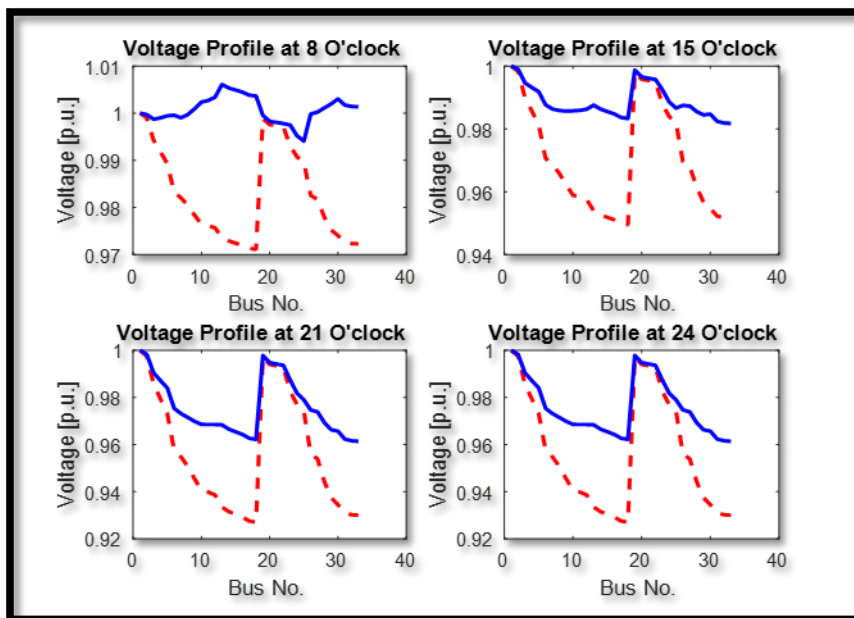 Voltage Profile at 8 O'clock
Voltage [p.u.]
1.01
1
0.99
0.98
0.97
0 10 20 30 40
Bus No.
Voltage Profile at 15 O'clock
Voltage [p.u.]
1
0.98
0.96
0.94
0 10 20 30 40
Bus No.
Voltage Profile at 21 O'clock
Voltage [p.u.]
1
0.98
0.96
0.94
0.92
0 10 20 30 40
Bus No.
Voltage Profile at 24 O'clock
Voltage [p.u.]
1
0.98
0.96
0.94
0.92
0 10 20 30 40
Bus No.